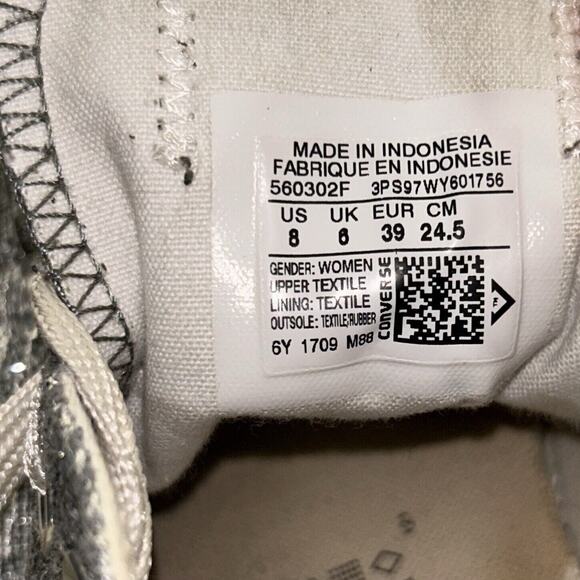 MADE IN INDONESIA
FABRIQUE EN INDONESIE
560302F 3PS97WY601756
US UK EUR CM
8 6 39 24.5
GENDER: WOMEN
UPPER TEXTILE
LINING: TEXTILE
OUTSOLE: TEXTILE/RUBBER
6Y 1709 M88
CONVERSE